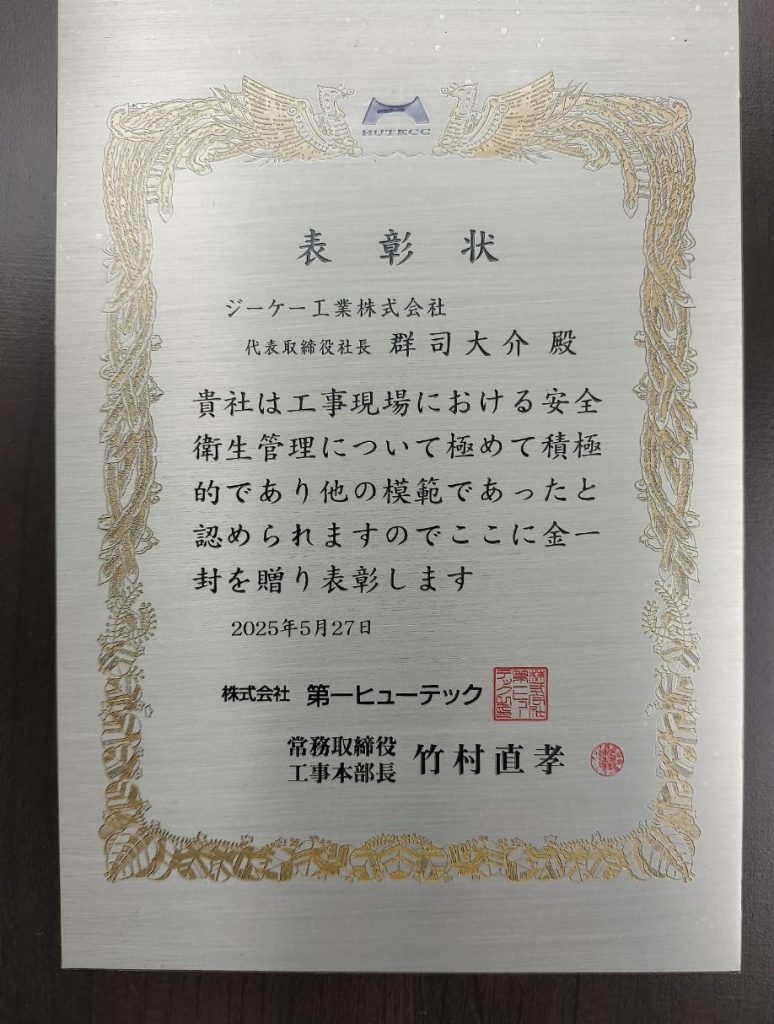 HUTECC
表彰状
ジーケー工業株式会社
代表取締役社長 群司大介 殿
貴社は工事現場における安全
衛生管理について極めて積極
的であり他の模範であったと
認められますのでここに金一
封を贈り表彰します
2025年5月27日
株式会社 第一ヒューテック
常務取締役
工事本部長 竹村直孝